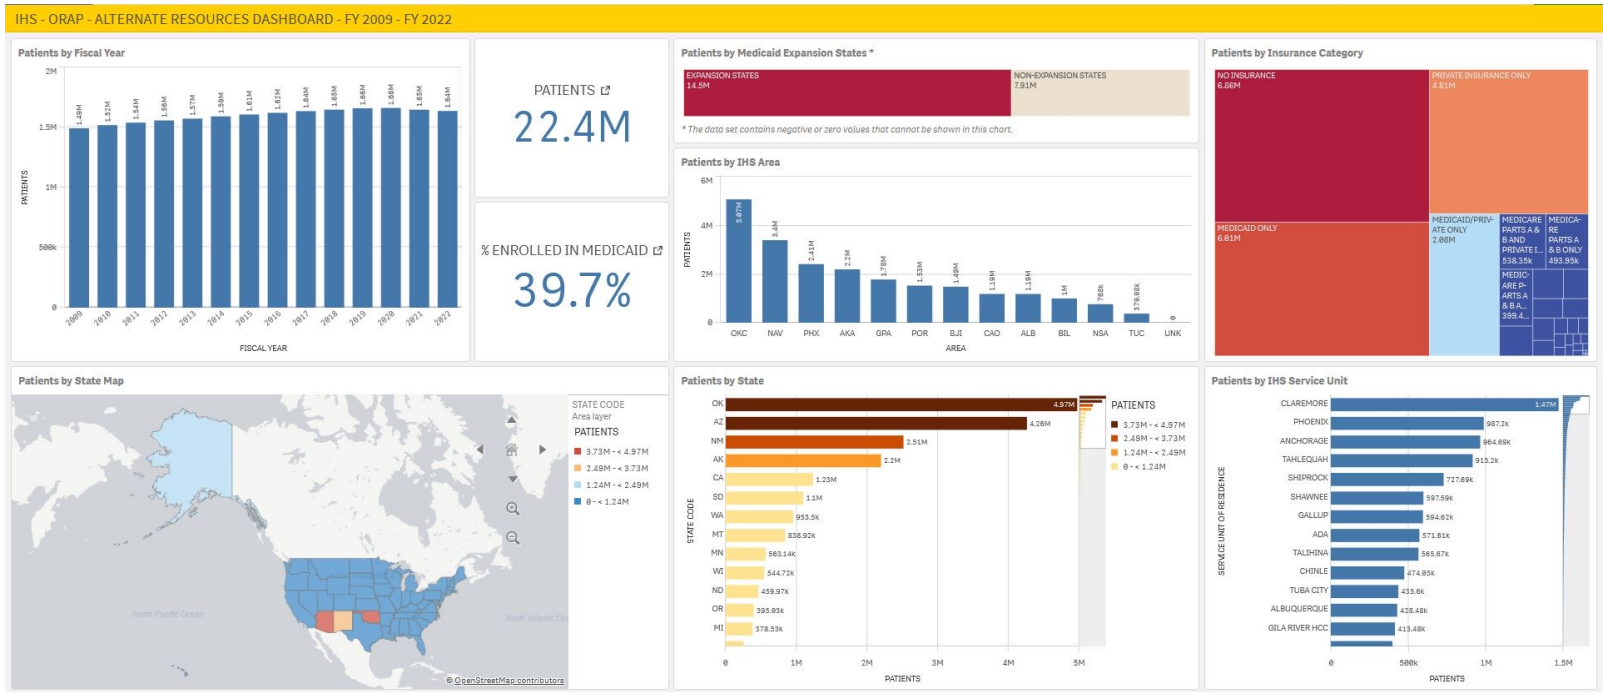 IHS - ORAP - ALTERNATE RESOURCES DASHBOARD - FY 2009 - FY 2022
Patients by Fiscal Year
2M
1.5M
1M
500k
0
PATIENTS
1.49M
1.52M
1.54M
1.56M
1.57M
1.59M
1.61M
1.62M
1.64M
1.65M
1.66M
1.66M
1.65M
1.64M
2009
2010
2011
2012
2013
2014
2015
2016
2017
2018
2019
2020
2021
2022
FISCAL YEAR
PATIENTS
22.4M
% ENROLLED IN MEDICAID
39.7%
Patients by Medicaid Expansion States *
EXPANSION STATES
14.5M
NON-EXPANSION STATES
7.91M
* The data set contains negative or zero values that cannot be shown in this chart.
Patients by IHS Area
6M
4M
2M
0
PATIENTS
5.07M
3.4M
2.41M
2.2M
1.78M
1.53M
1.49M
1.19M
1.19M
1M
768k
379.98k
0
OKC
NAV
PHX
AKA
GPA
POR
BJI
CAO
ALB
BIL
NSA
TUC
UNK
AREA
Patients by Insurance Category
NO INSURANCE
6.86M
PRIVATE INSURANCE ONLY
4.81M
MEDICAID ONLY
6.01M
MEDICAID/PRIV-
ATE ONLY
2.08M
MEDICARE
PARTS A &
B AND
PRIVATE I...
538.35k
MEDICA-
RE
PARTS A
& B ONLY
493.95k
MEDIC-
ARE P-
ARTS A
& B A...
399.4...
Patients by State Map
STATE CODE
Area layer
PATIENTS
3.73M - < 4.97M
2.49M - < 3.73M
1.24M - < 2.49M
0 - < 1.24M
North Pacific Ocean
North Atlantic Oce
© OpenStreetMap contributors
Patients by State
STATE CODE
OK 4.97M
AZ 4.26M
NM 2.51M
AK 2.2M
CA 1.23M
SD 1.1M
WA 953.5k
MT 838.92k
MN 563.14k
WI 544.72k
ND 459.97k
OR 395.03k
MI 378.53k
0 1M 2M 3M 4M 5M
PATIENTS
PATIENTS
3.73M - < 4.97M
2.49M - < 3.73M
1.24M - < 2.49M
0 - < 1.24M
Patients by IHS Service Unit
SERVICE UNIT OF RESIDENCE
CLAREMORE 1.47M
PHOENIX 987.2k
ANCHORAGE 964.69k
TAHLEQUAH 915.2k
SHIPROCK 727.69k
SHAWNEE 597.59k
GALLUP 594.62k
ADA 571.61k
TALIHINA 565.67k
CHINLE 474.03k
TUBA CITY 435.6k
ALBUQUERQUE 428.48k
GILA RIVER HCC 413.48k
0 500k 1M 1.5M
PATIENTS